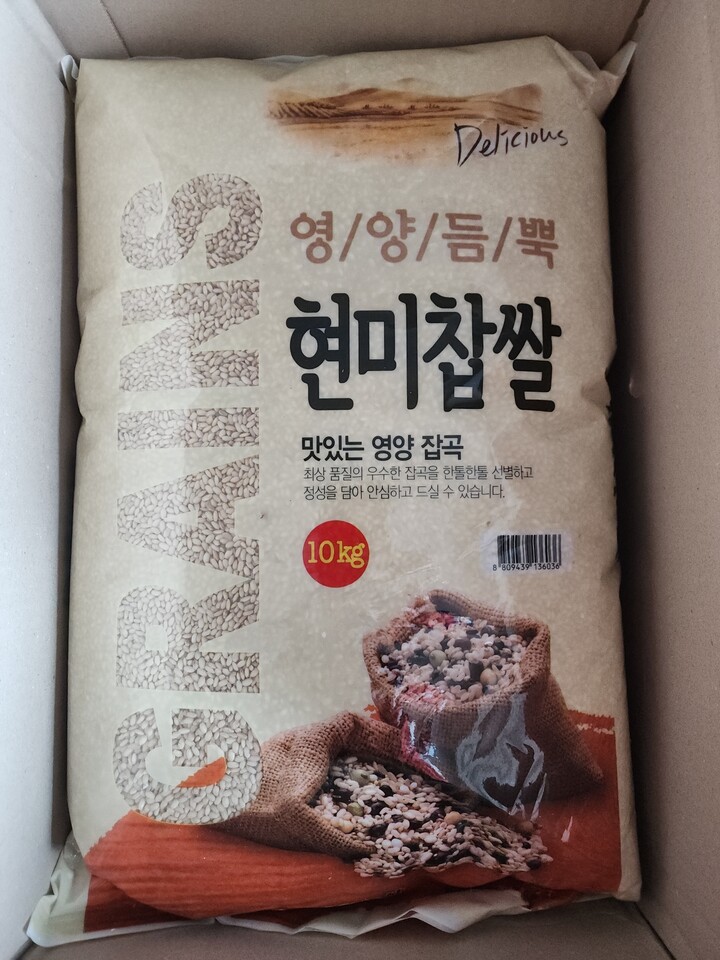 Delicious
영/양/듬/뿍
현미찹쌀
맛있는 영양 잡곡
최상 품질의 우수한 잡곡을 한톨한톨 선별하고
정성을 담아 안심하고 드실 수 있습니다.
10kg
8 809439 136036
GRAINS